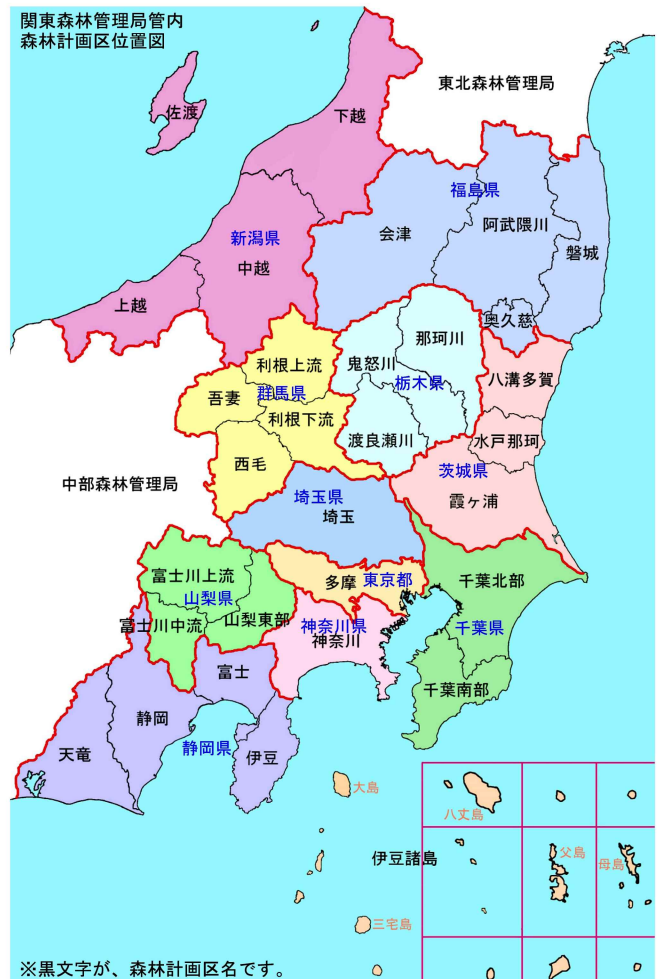 関東森林管理局管内
森林計画区位置図
東北森林管理局
佐渡
下越
福島県
新潟県
会津
阿武隈川
磐城
中越
上越
奥久慈
利根上流
鬼怒川
那珂川
八溝多賀
吾妻
群馬県
栃木県
利根下流
渡良瀬川
水戸那珂
西毛
茨城県
中部森林管理局
埼玉県
埼玉
霞ヶ浦
富士川上流
多摩
東京都
千葉北部
山梨県
富士川中流
山梨東部
神奈川県
神奈川
千葉県
富士
千葉南部
静岡
天竜
静岡県
伊豆
大島
八丈島
伊豆諸島
父島
母島
三宅島
※黒文字が、森林計画区名です。